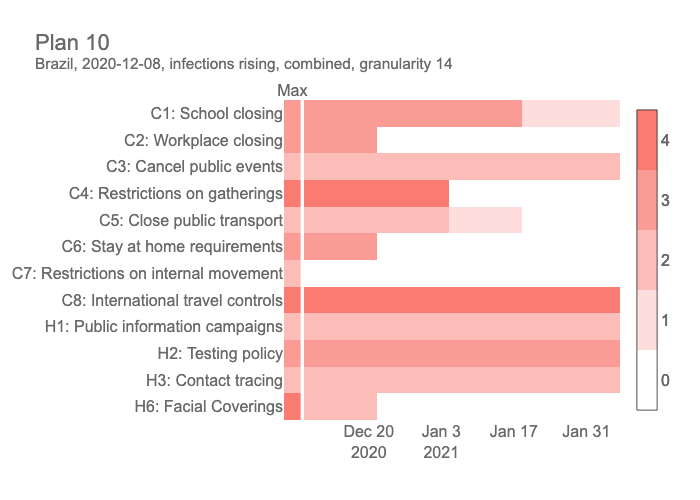 Plan 10
Brazil, 2020-12-08, infections rising, combined, granularity 14
Max
C1: School closing
C2: Workplace closing
C3: Cancel public events
C4: Restrictions on gatherings
C5: Close public transport
C6: Stay at home requirements
C7: Restrictions on internal movement
C8: International travel controls
H1: Public information campaigns
H2: Testing policy
H3: Contact tracing
H6: Facial Coverings
4
3
2
1
0
Dec 20 Jan 3 Jan 17 Jan 31
2020 2021